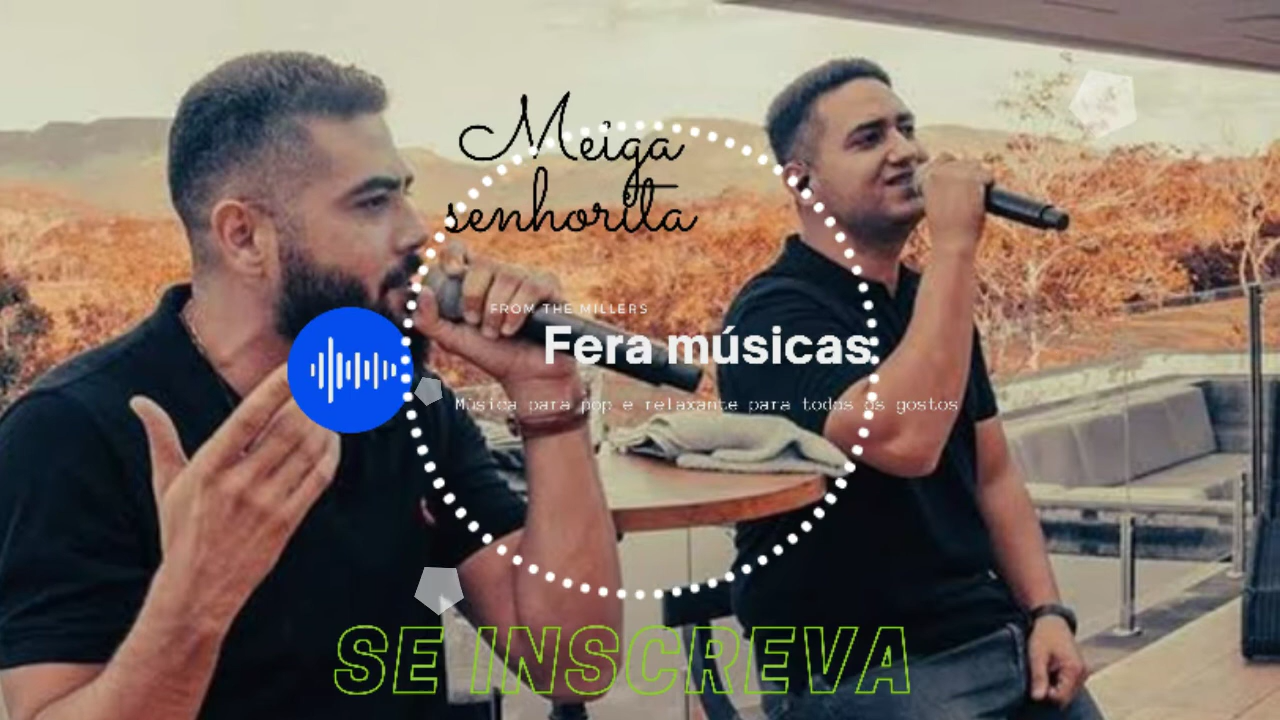 Meiga
senhorita
FROM THE MILLERS
Fera músicas
Música para pop e relaxante para todos os gostos
SE INSCREVA